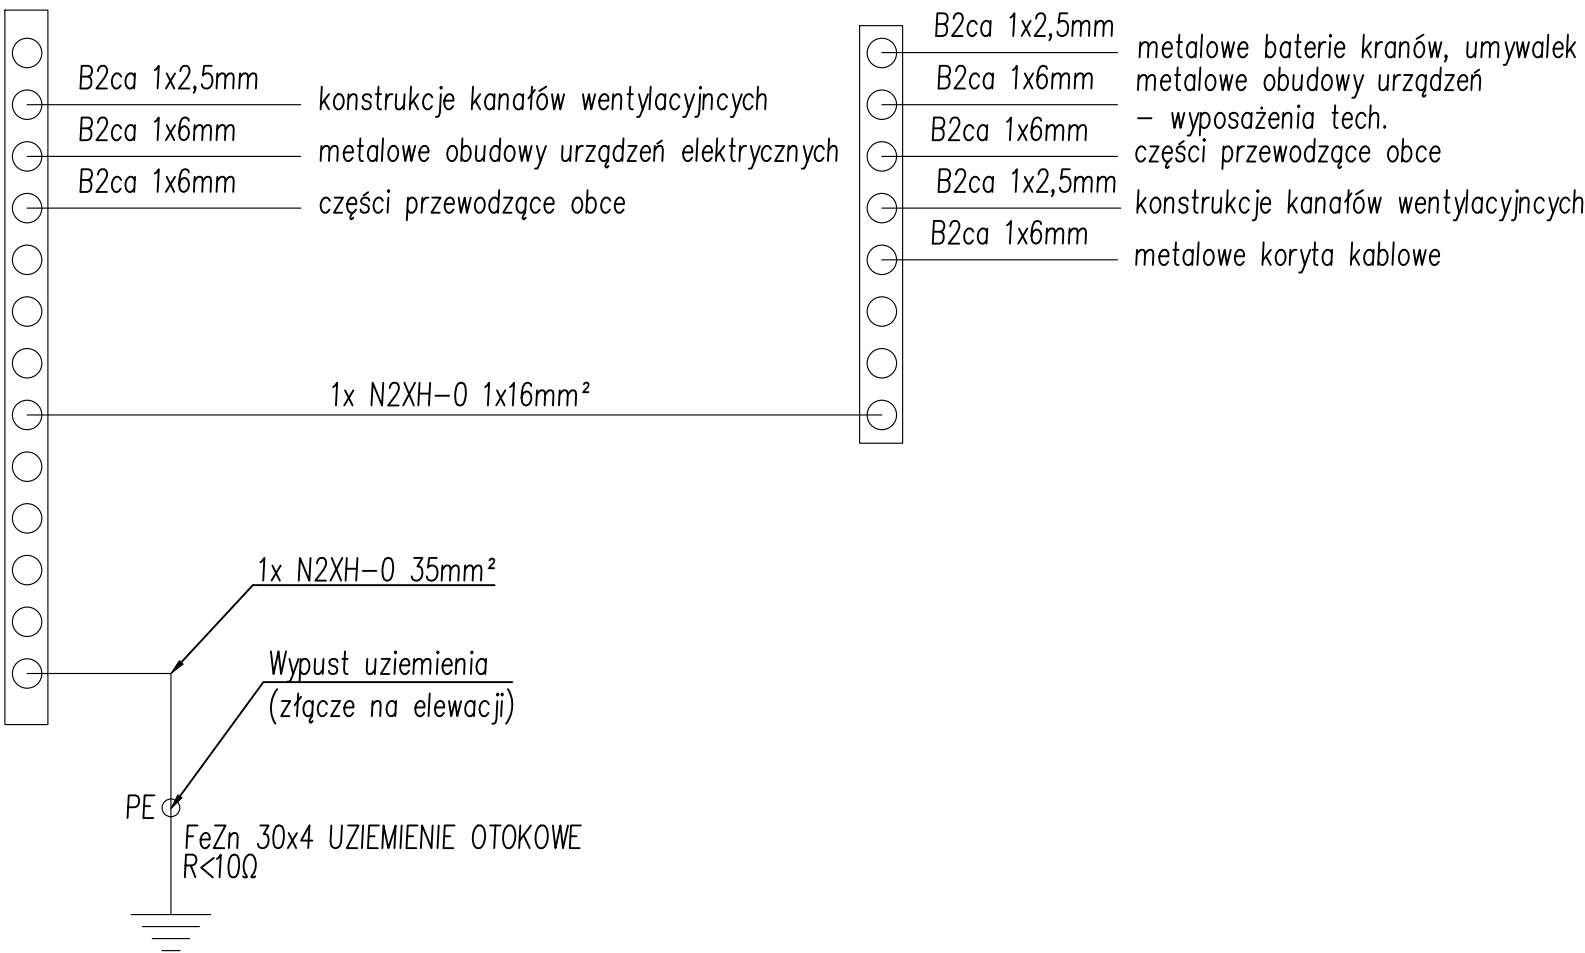 B2ca 1x2,5mm
konstrukcje kanałów wentylacyjncych
B2ca 1x6mm
metalowe obudowy urządzeń elektrycznych
B2ca 1x6mm
części przewodzące obce
B2ca 1x2,5mm
metalowe baterie kranów, umywalek
B2ca 1x6mm
metalowe obudowy urządzeń
– wyposażenia tech.
B2ca 1x6mm
części przewodzące obce
B2ca 1x2,5mm
konstrukcje kanałów wentylacyjncych
B2ca 1x6mm
metalowe koryta kablowe
1x N2XH–O 1x16mm²
1x N2XH–O 35mm²
Wypust uziemienia
(złącze na elewacji)
PE
FeZn 30x4 UZIEMIENIE OTOKOWE
R<10Ω